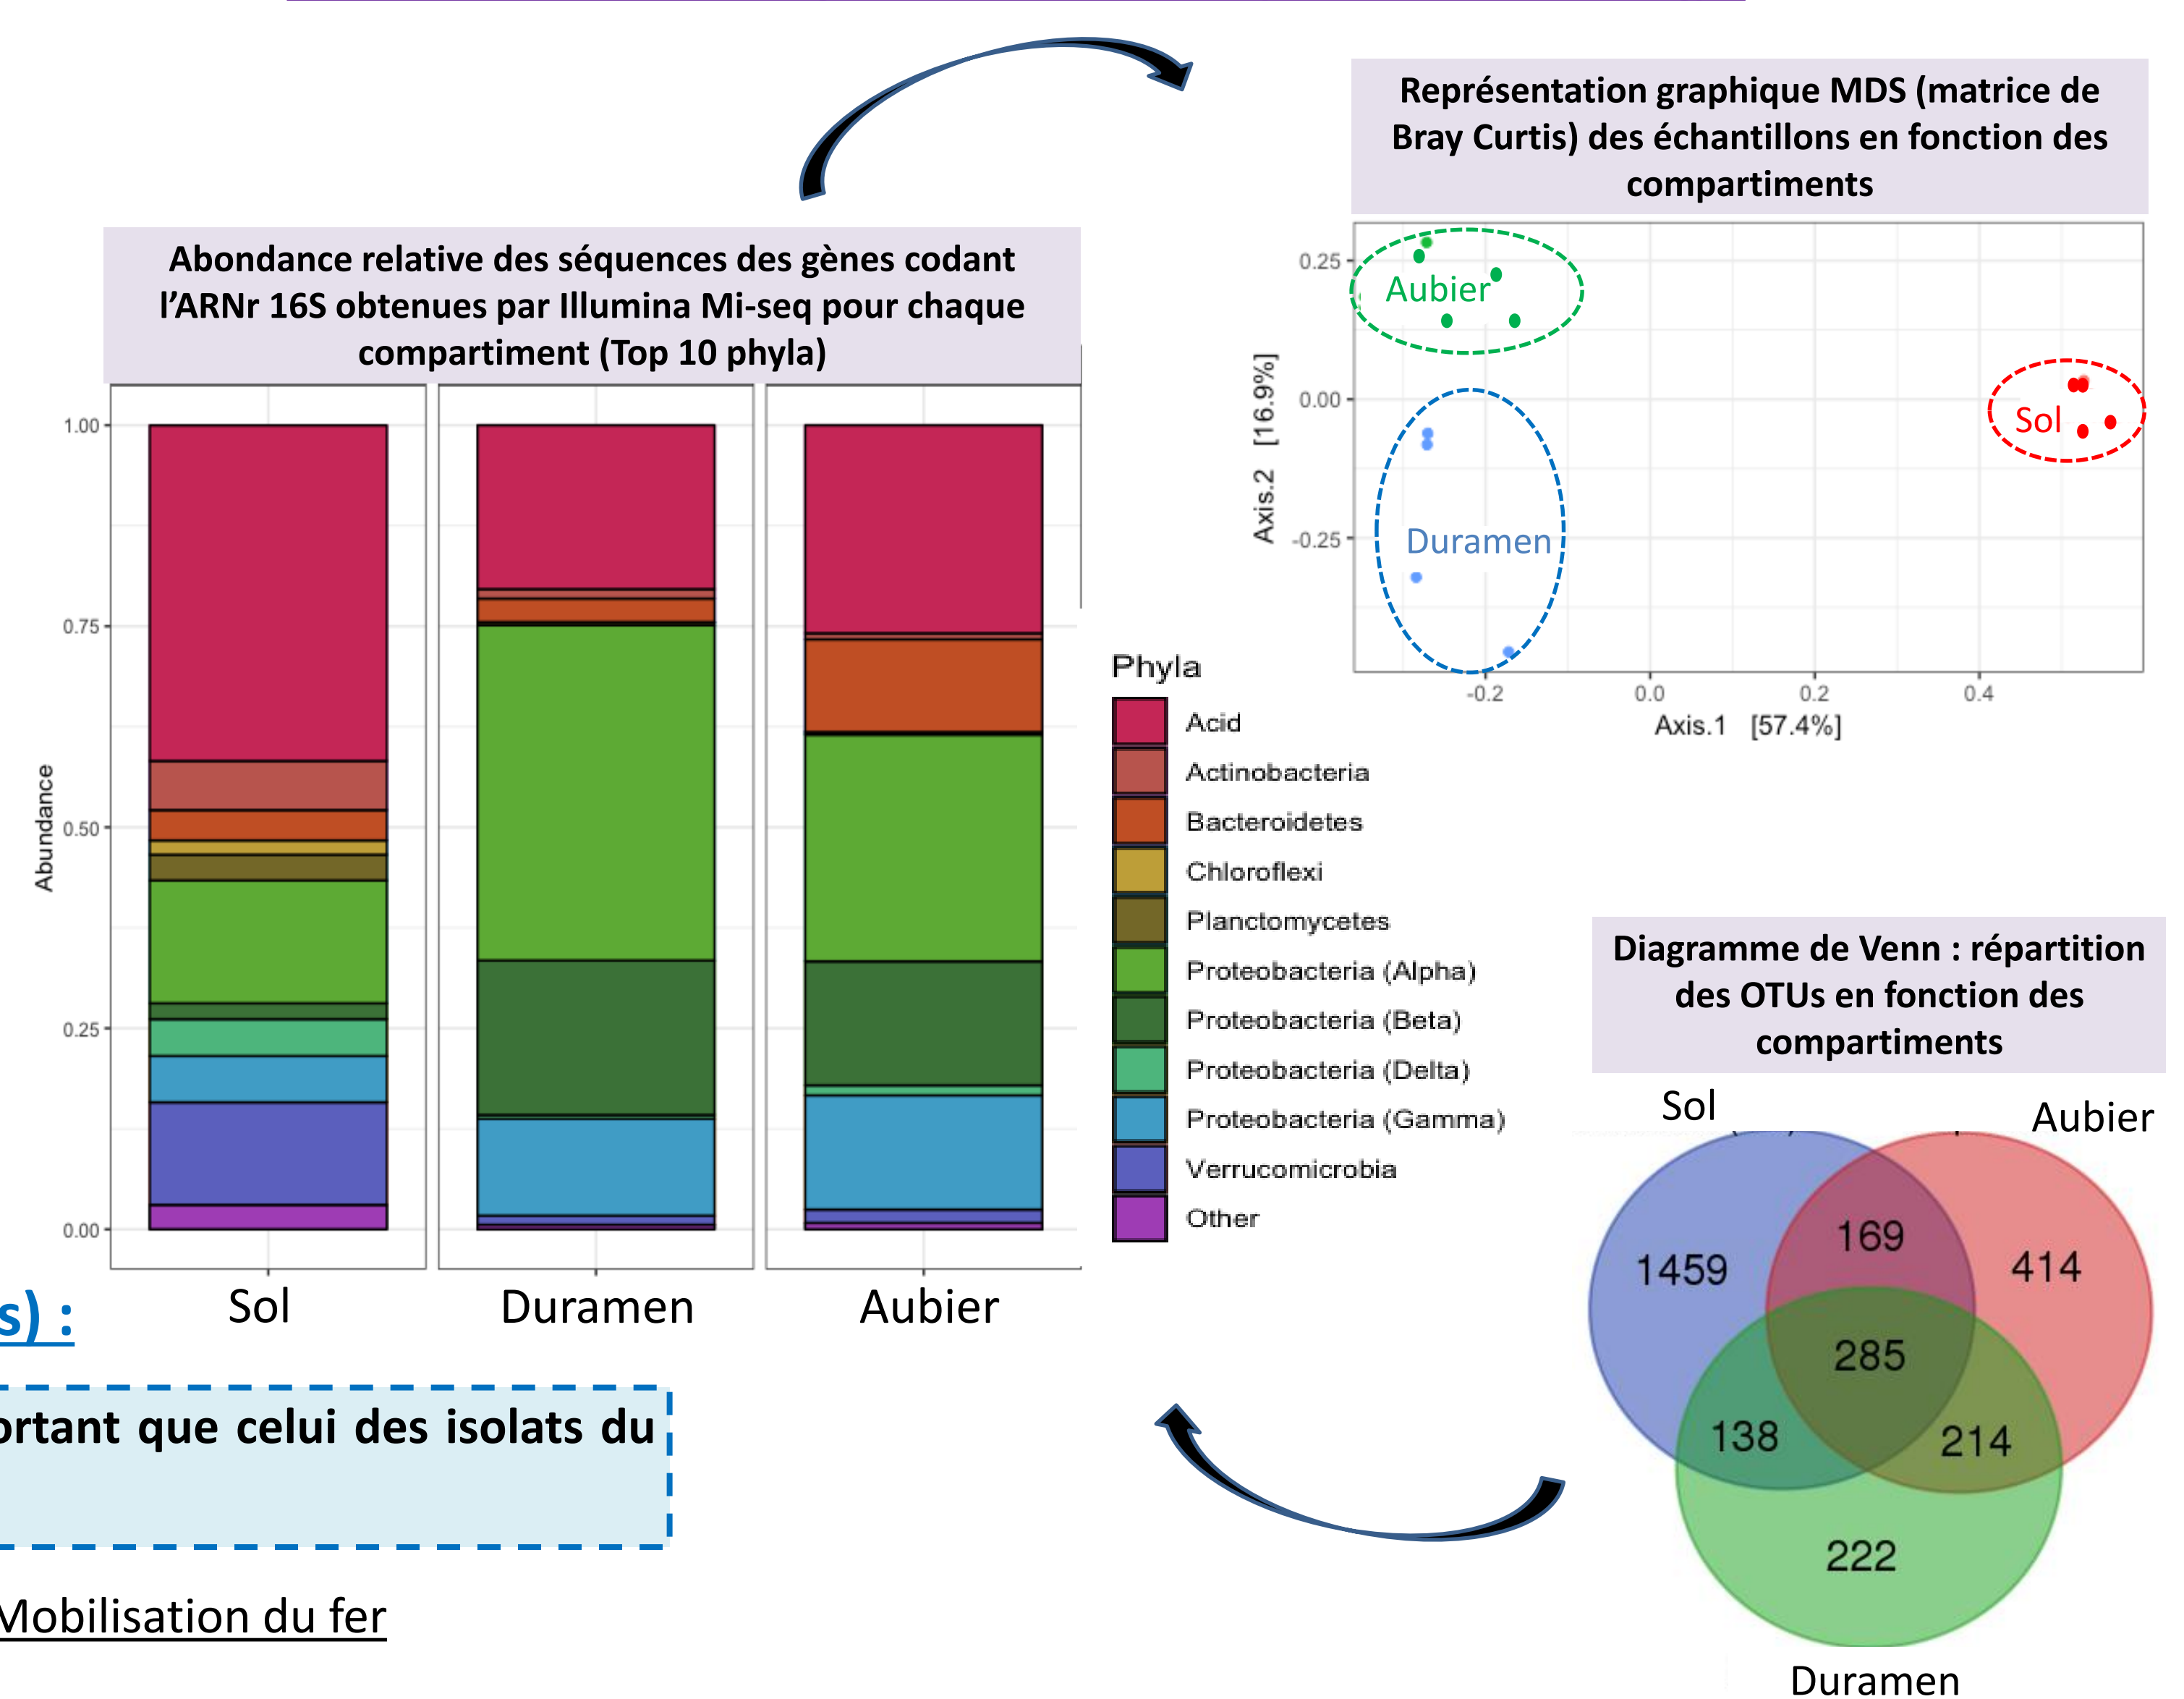 Représentation graphique MDS (matrice de
Bray Curtis) des échantillons en fonction des
compartiments
Abondance relative des séquences des gènes codant
l’ARNr 16S obtenues par Illumina Mi-seq pour chaque
compartiment (Top 10 phyla)
0.25
0.00
-0.25
Axis.2 [16.9%]
Aubier
Duramen
Sol
-0.2
0.0
0.2
0.4
Axis.1 [57.4%]
1.00
0.75
0.50
0.25
0.00
Abundance
Sol
Duramen
Aubier
Phyla
Acid
Actinobacteria
Bacteroidetes
Chloroflexi
Planctomycetes
Proteobacteria (Alpha)
Proteobacteria (Beta)
Proteobacteria (Delta)
Proteobacteria (Gamma)
Verrucomicrobia
Other
Diagramme de Venn : répartition
des OTUs en fonction des
compartiments
Sol
Aubier
1459
169
414
285
138
214
222
Duramen
s) :
ortant que celui des isolats du
Mobilisation du fer